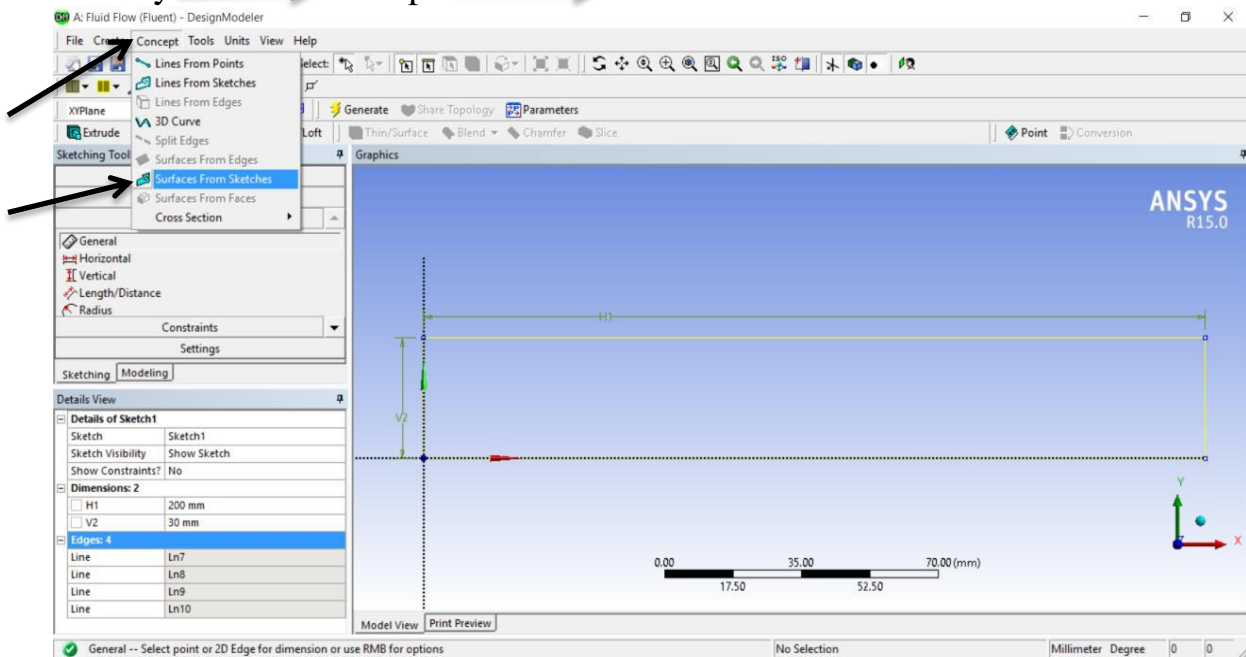 A: Fluid Flow (Fluent) - DesignModeler
File Create Concept Tools Units View Help
Lines From Points
Select:
Lines From Sketches
Lines From Edges
XYPlane
Generate Share Topology Parameters
3D Curve
Extrude
Loft
Thin/Surface Blend Chamfer Slice
Point Conversion
Split Edges
Sketching Tool
Surfaces From Edges
Graphics
Surfaces From Sketches
Surfaces From Faces
Cross Section
ANSYS
R15.0
General
Horizontal
Vertical
Length/Distance
Radius
Constraints
Settings
Sketching Modeling
H1
V2
Details View
Details of Sketch1
Sketch Sketch1
Sketch Visibility Show Sketch
Show Constraints? No
Dimensions: 2
H1 200 mm
V2 30 mm
Edges: 4
Line Ln7
Line Ln8
Line Ln9
Line Ln10
Y
Z X
0.00 35.00 70.00 (mm)
17.50 52.50
Model View Print Preview
General -- Select point or 2D Edge for dimension or use RMB for options
No Selection
Millimeter Degree 0 0